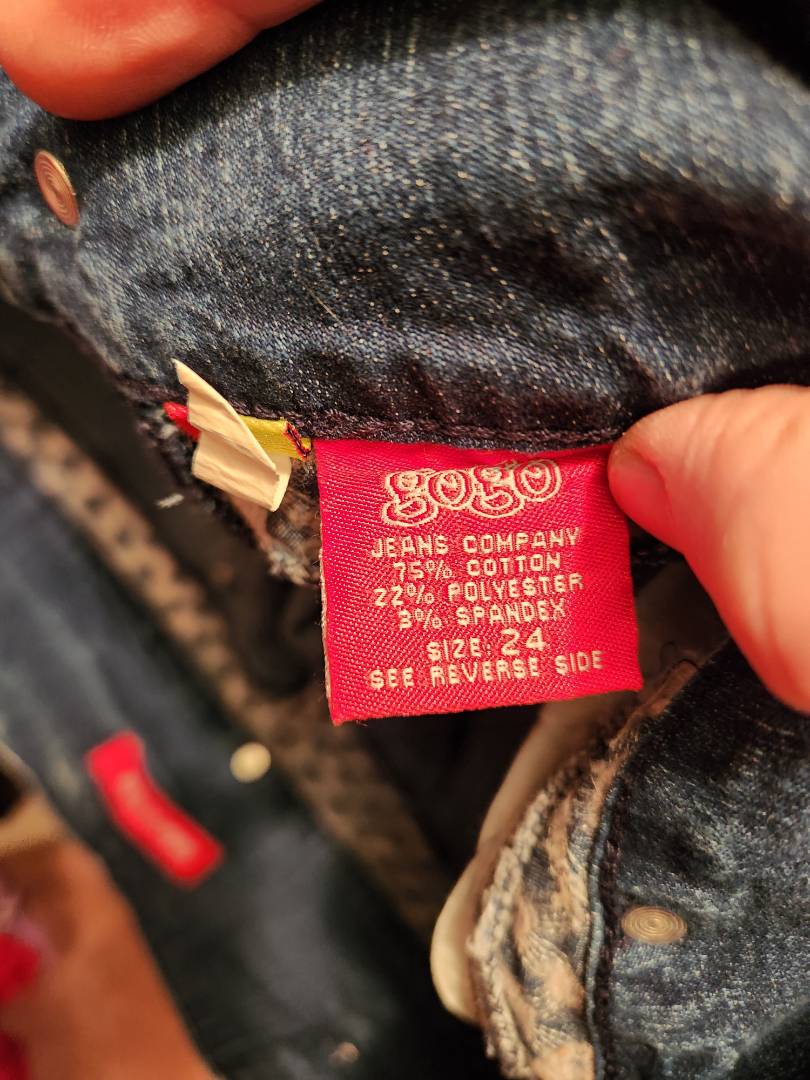 gogo
JEANS COMPANY
75% COTTON
22% POLYESTER
3% SPANDEX
SIZE: 24
SEE REVERSE SIDE